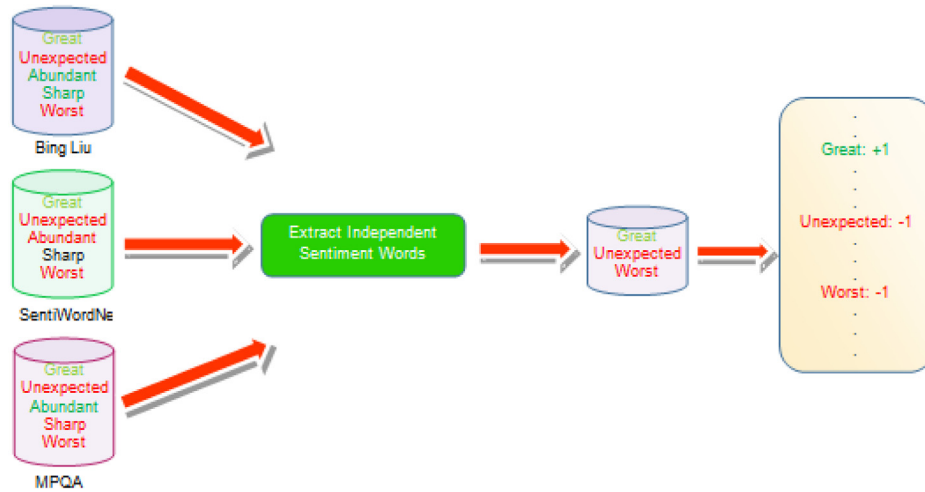 Great
Unexpected
Abundant
Sharp
Worst
Bing Liu
Great
Unexpected
Abundant
Sharp
Worst
SentiWordNe
Great
Unexpected
Abundant
Sharp
Worst
MPQA
Extract Independent
Sentiment Words
Great
Unexpected
Worst
Great: +1
Unexpected: -1
Worst: -1